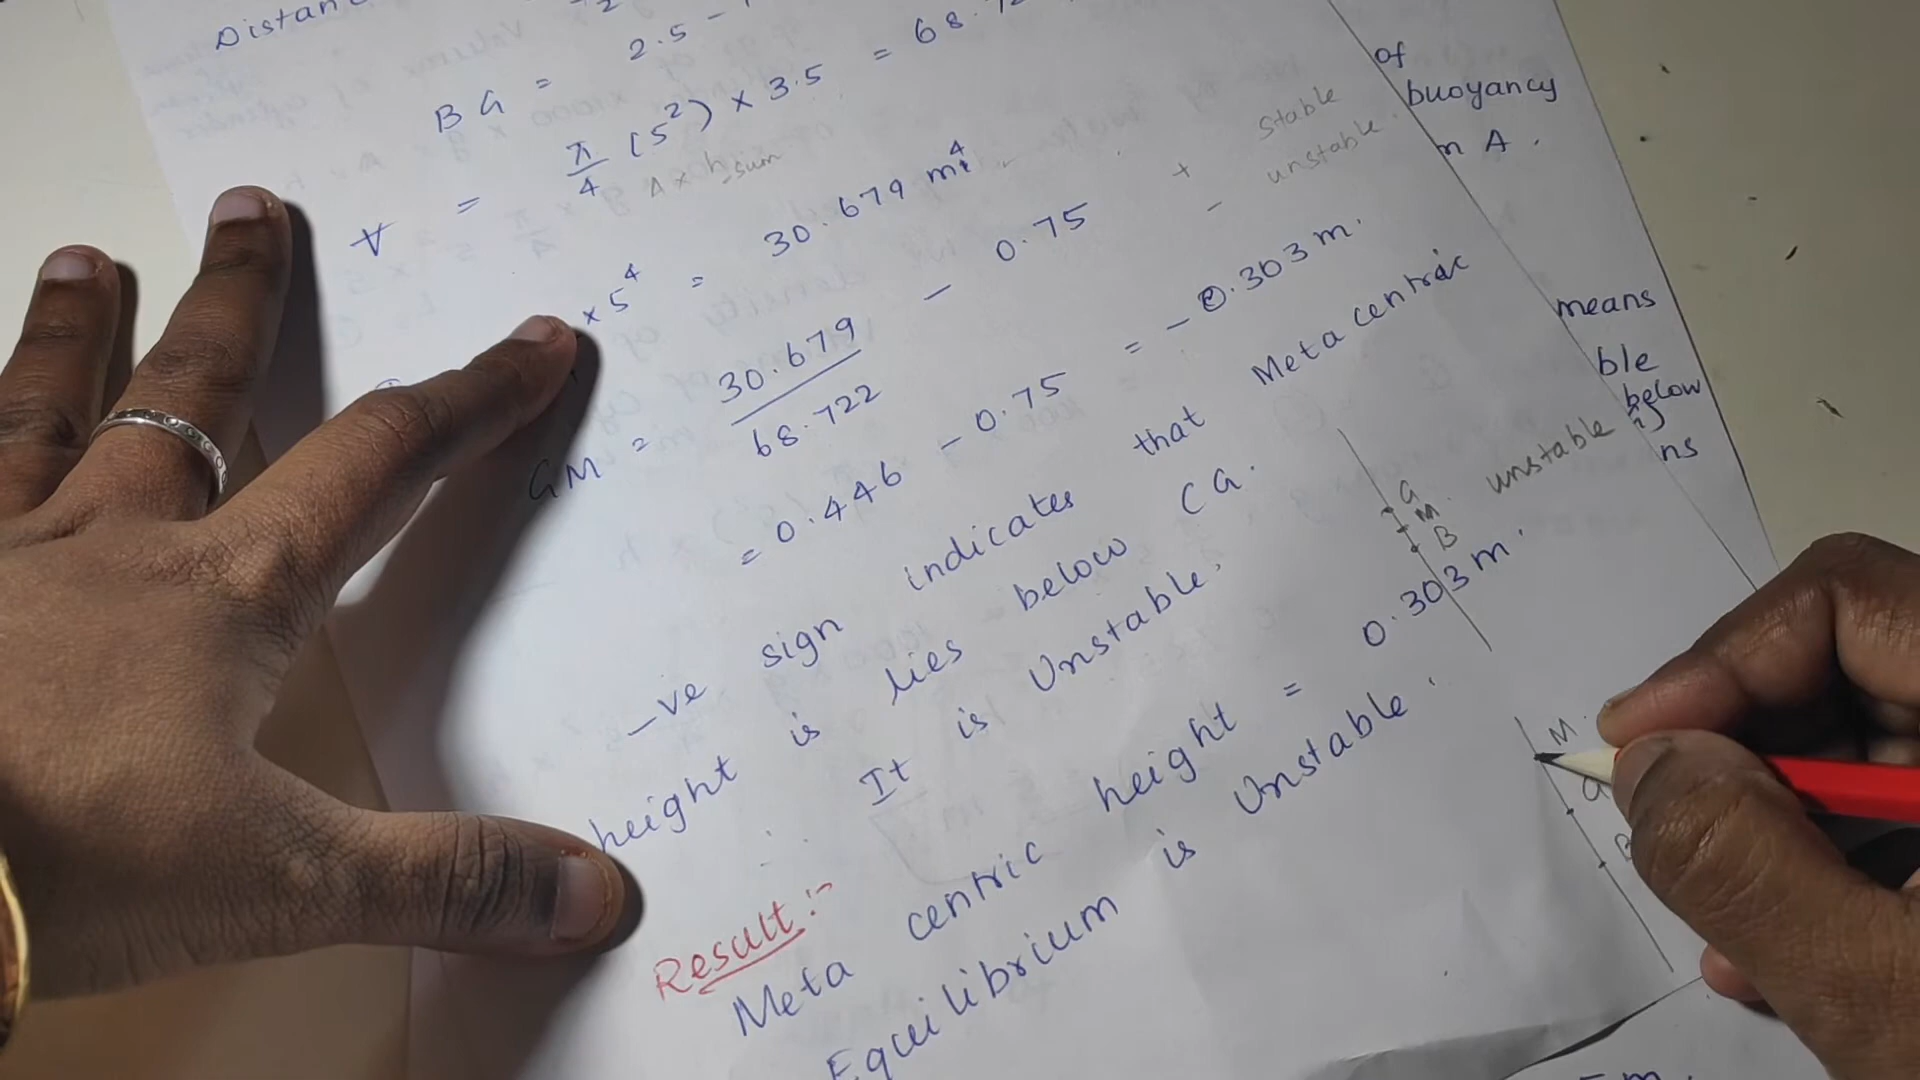 Distan
BG = 2.5 -
∀ = π/4 (5²) × 3.5 = 68.72
A × h sum
× 5⁴ = 30.679 m⁴
+ stable
- unstable.
GM = 30.679/68.722 - 0.75
= 0.446 - 0.75 = -0.303 m.
-ve sign indicates that Meta centric
height is lies below CG.
∴ It is Unstable.
Result :-
Meta centric height = 0.303 m.
Equilibrium is Unstable.
G
M.
B
unstable
M.
G
B
of
buoyancy
n A.
means
ble
below
ns
m.